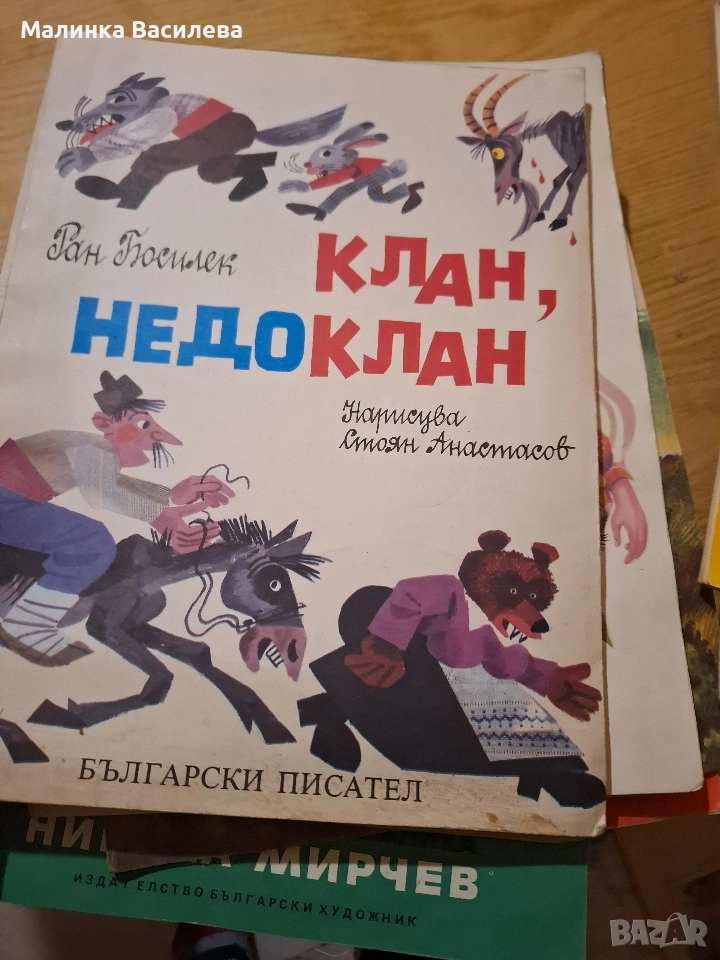 Малинка Василева
Ран Босилек
КЛАН,
НЕДОКЛАН
Нарисува
Стоян Анастасов
БЪЛГАРСКИ ПИСАТЕЛ
МИРЧЕВ
ИЗДАТЕЛСТВО БЪЛГАРСКИ ХУДОЖНИК
BAZAR